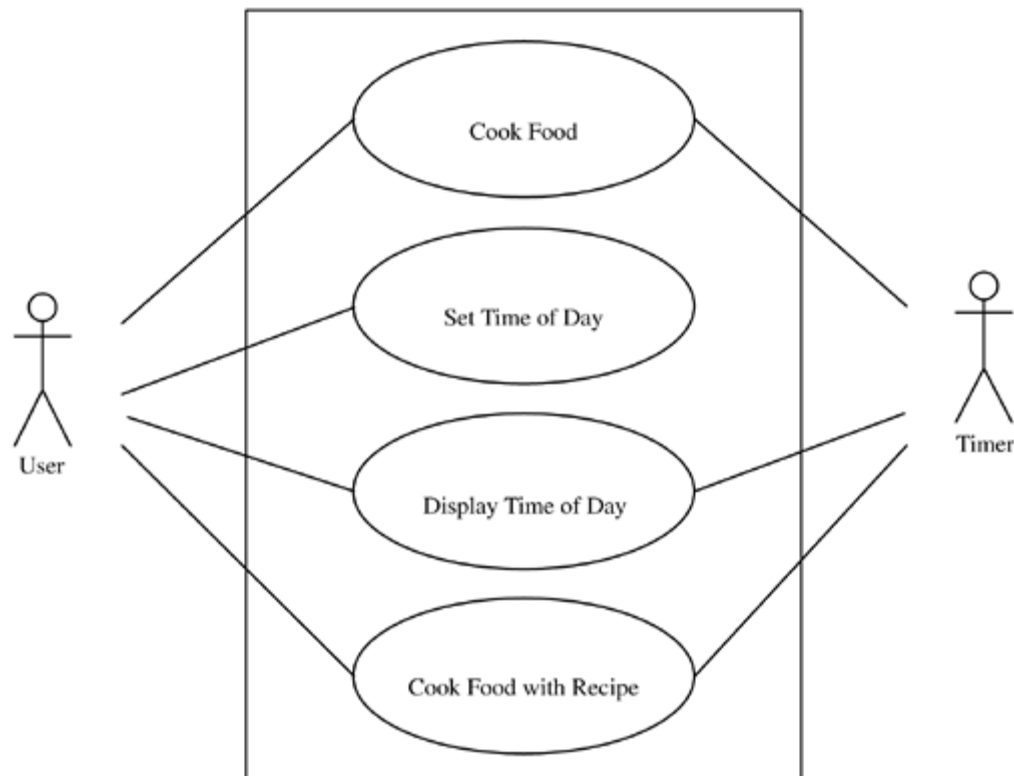 Cook Food
Set Time of Day
User
Timer
Display Time of Day
Cook Food with Recipe